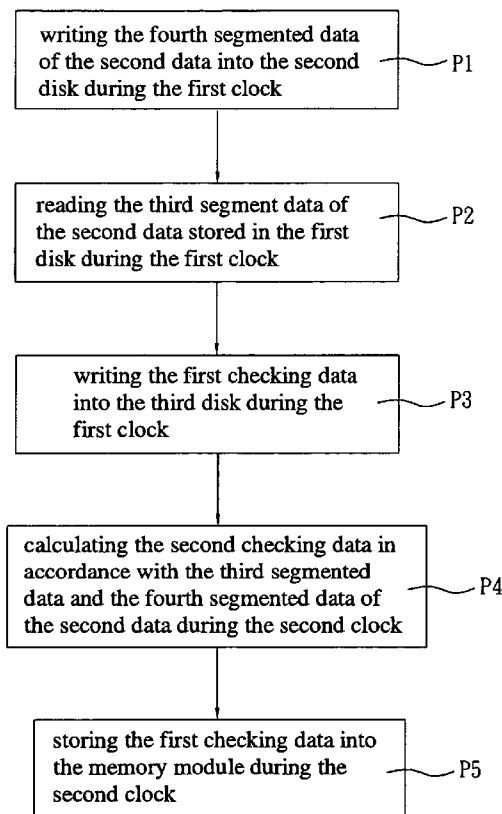 writing the fourth segmented data
of the second data into the second
disk during the first clock
P1
reading the third segment data of
the second data stored in the first
disk during the first clock
P2
writing the first checking data
into the third disk during the
first clock
P3
calculating the second checking data in
accordance with the third segmented
data and the fourth segmented data of
the second data during the second clock
P4
storing the first checking data into
the memory module during the
second clock
P5